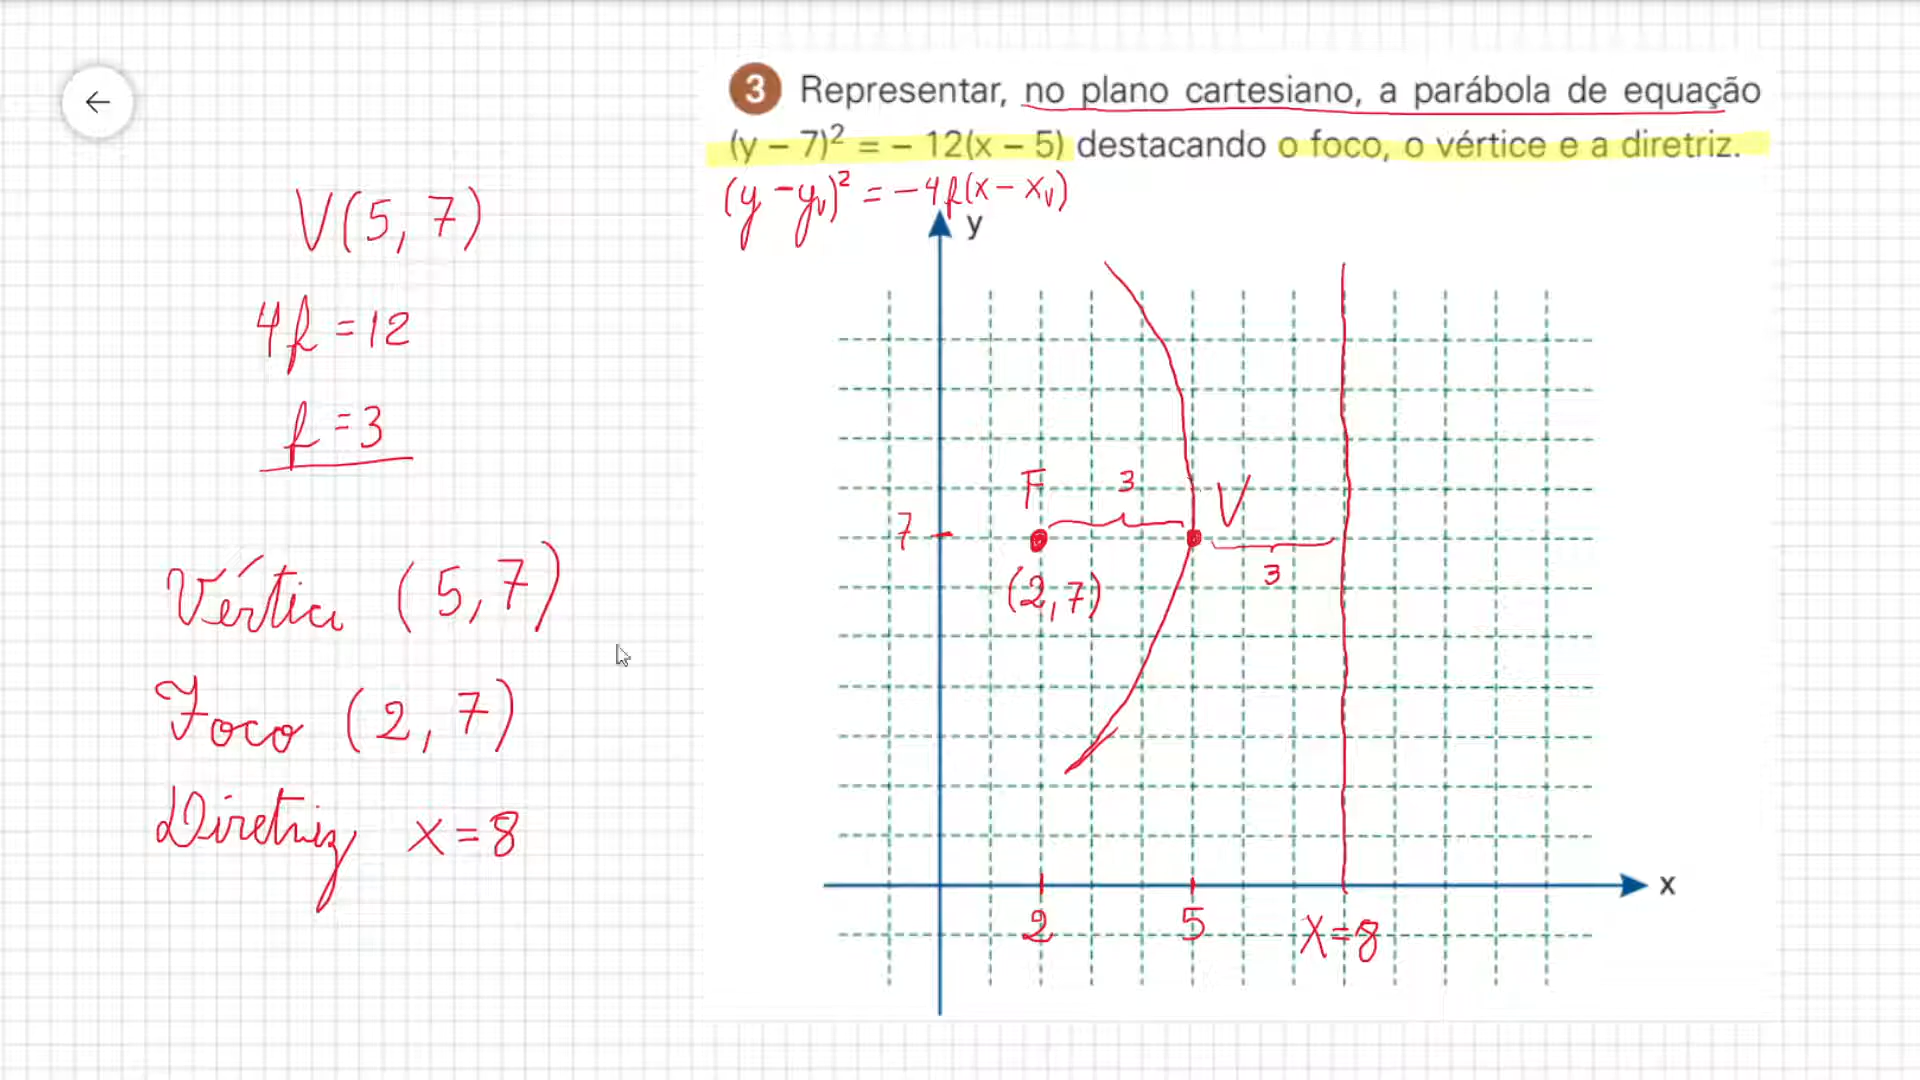 3 Representar, no plano cartesiano, a parábola de equação
(y – 7)² = – 12(x – 5) destacando o foco, o vértice e a diretriz.
(y – yv)² = –4f(x – xv)
V(5, 7)
4f = 12
f = 3
Vértice (5, 7)
Foco (2, 7)
Diretriz x = 8
y
F
3
V
7
3
(2, 7)
x
2
5
X = 8